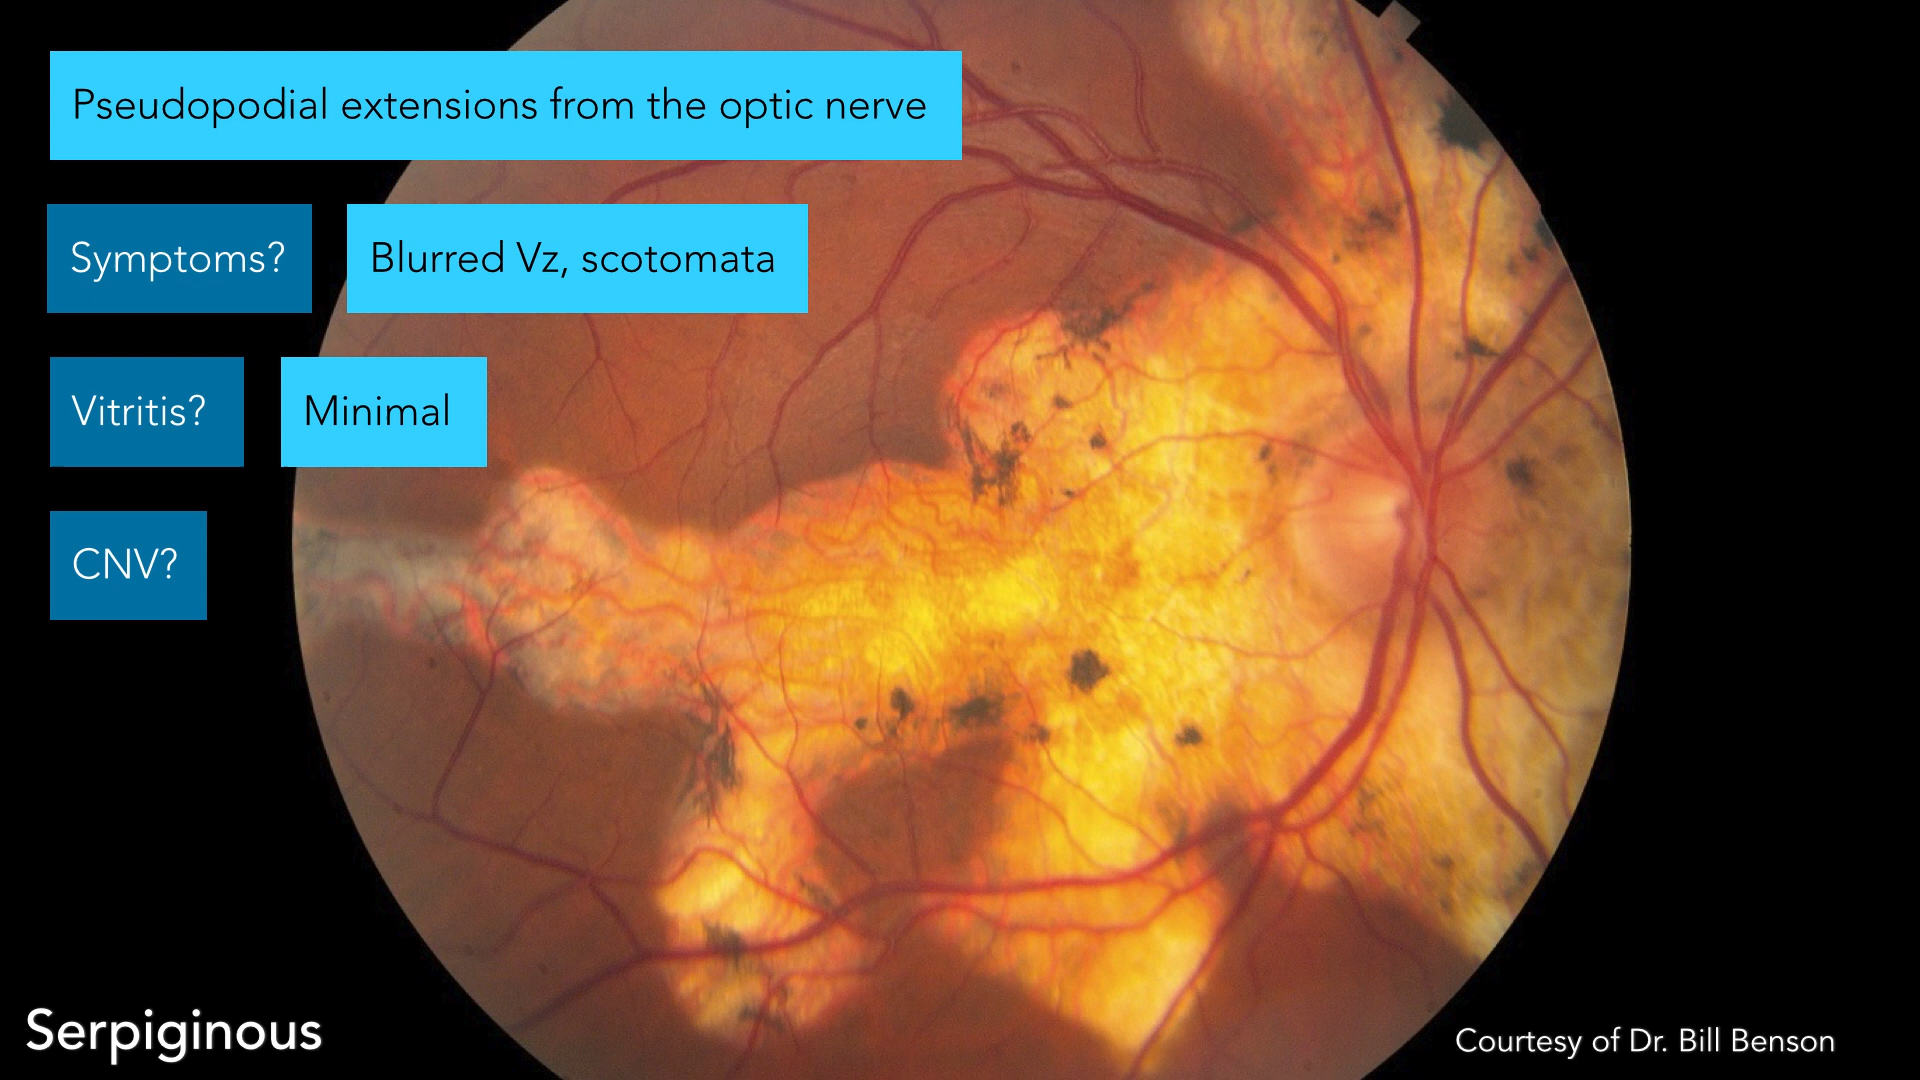 Pseudopodial extensions from the optic nerve
Symptoms? Blurred Vz, scotomata
Vitritis? Minimal
CNV?
Serpiginous
Courtesy of Dr. Bill Benson